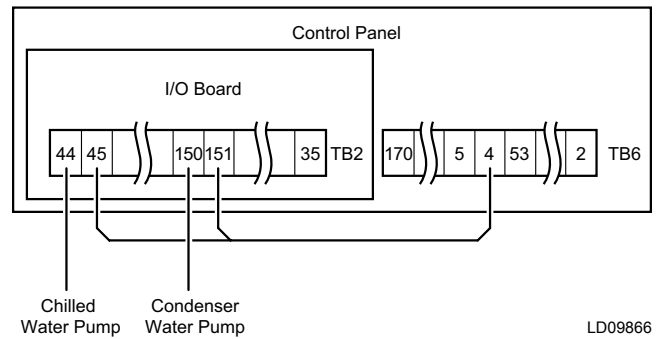 Control Panel
I/O Board
44 45 150 151 35 TB2 170 5 4 53 2 TB6
Chilled
Water Pump
Condenser
Water Pump
LD09866